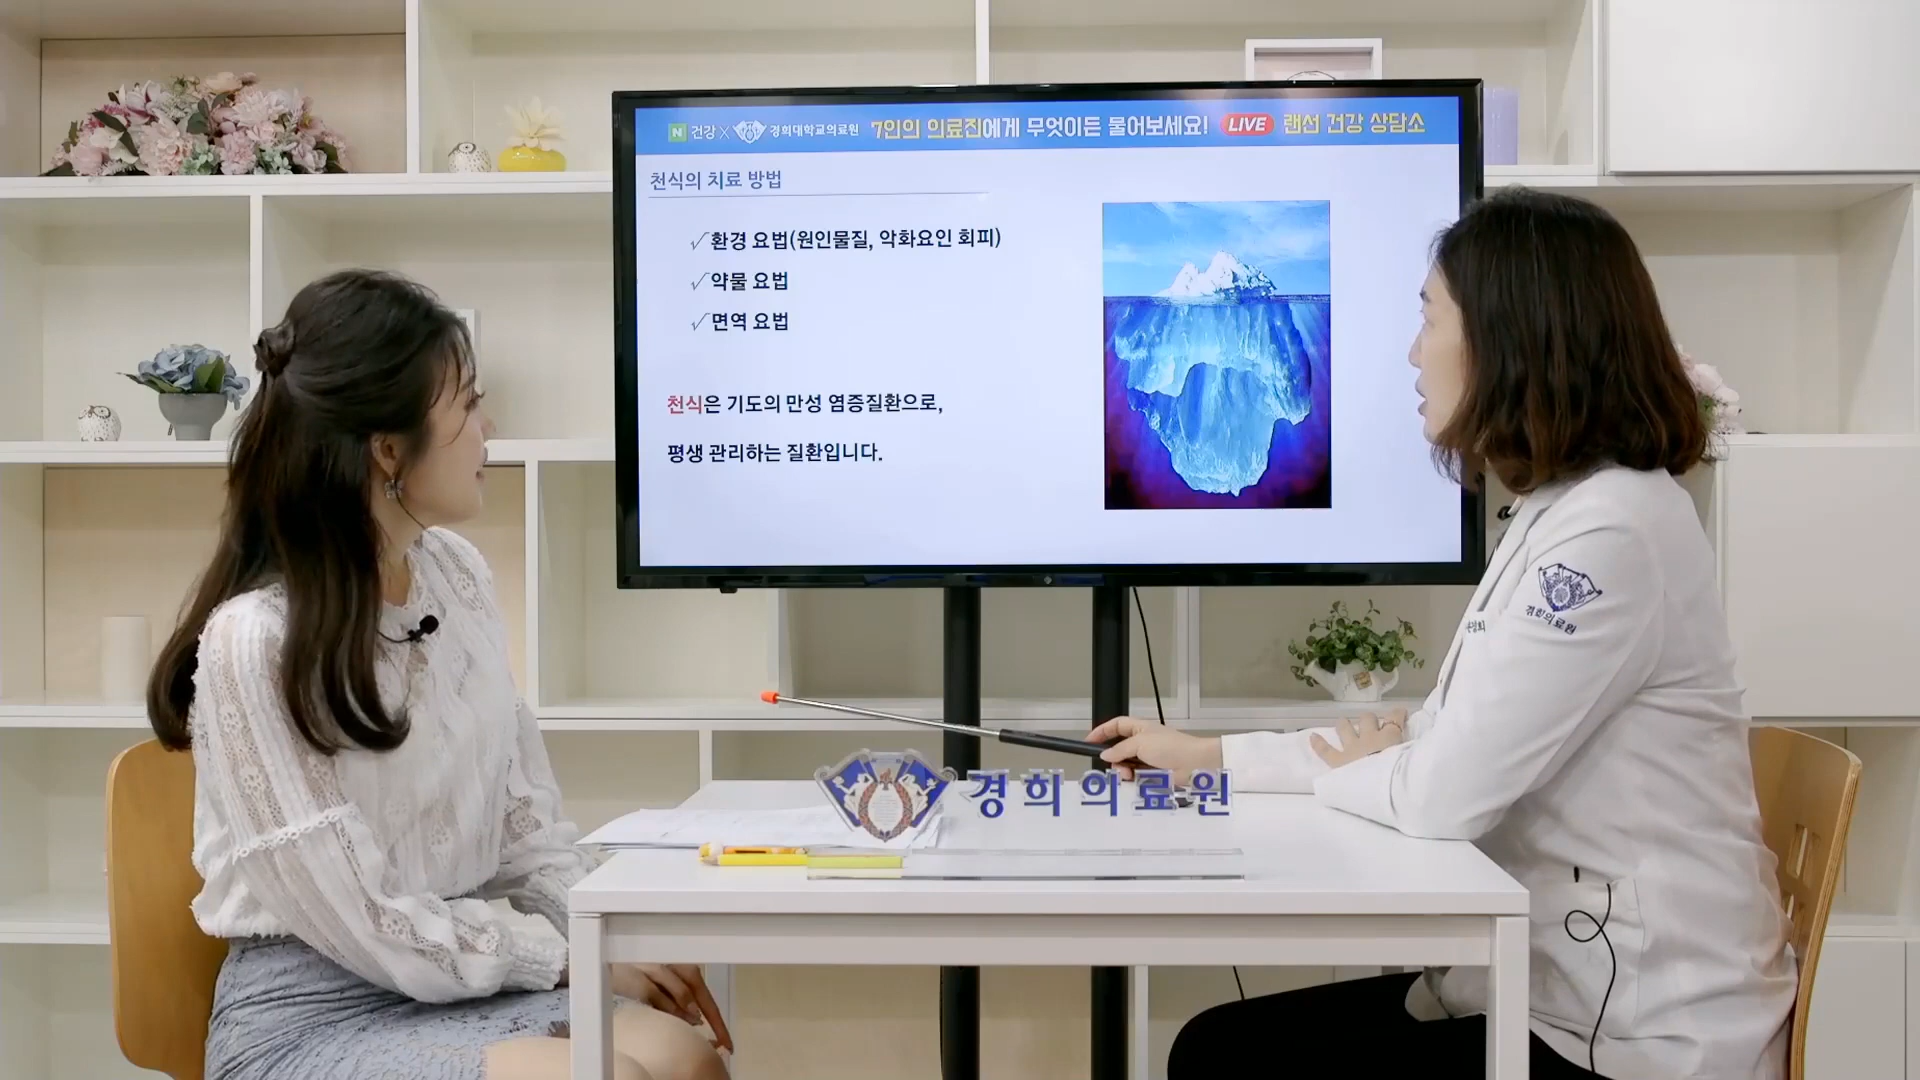 N 건강 X 경희대학교의료원 7인의 의료진에게 무엇이든 물어보세요! LIVE 랜선 건강 상담소
천식의 치료 방법
✓환경 요법(원인물질, 악화요인 회피)
✓약물 요법
✓면역 요법
천식은 기도의 만성 염증질환으로,
평생 관리하는 질환입니다.
경희의료원
경희의료원